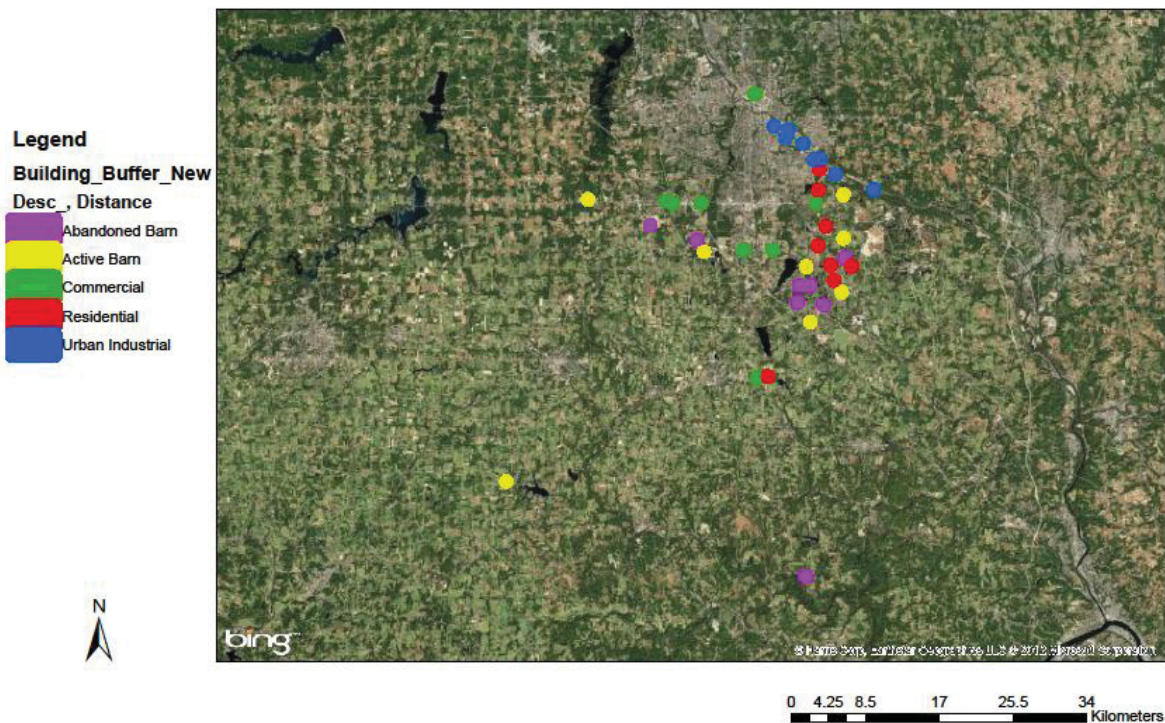 Legend
Building_Buffer_New
Desc_, Distance
Abandoned Barn
Active Barn
Commercial
Residential
Urban Industrial
N
bing
0 4.25 8.5 17 25.5 34
Kilometers